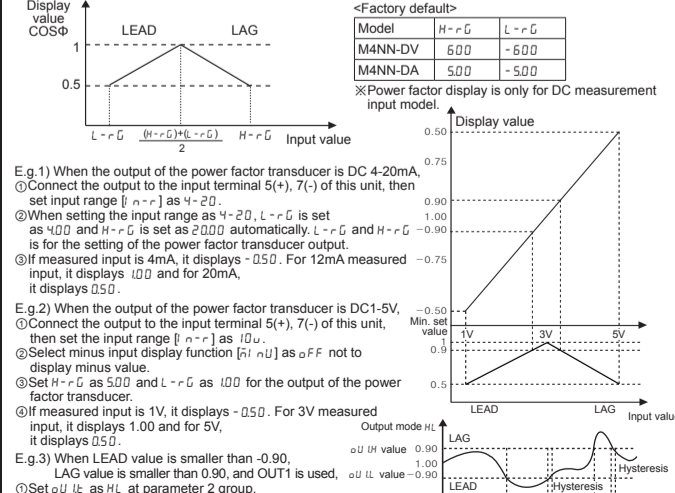 Display
value
COSΦ
LEAD
LAG
1
0.5
L-rG
(H-rG)+(L-rG)
2
H-rG
Input value
<Factory default>
Model H-rG L-rG
M4NN-DV 600 -600
M4NN-DA 5.00 -5.00
※Power factor display is only for DC measurement
input model.
E.g.1) When the output of the power factor transducer is DC 4-20mA,
①Connect the output to the input terminal 5(+), 7(-) of this unit, then
set input range [In-r] as 4-20.
②When setting the input range as 4-20, L-rG is set
as 4.00 and H-rG is set as 20.00 automatically. L-rG and H-rG
is for the setting of the power factor transducer output.
③If measured input is 4mA, it displays -0.50. For 12mA measured
input, it displays 1.00 and for 20mA,
it displays 0.50.
E.g.2) When the output of the power factor transducer is DC1-5V,
①Connect the output to the input terminal 5(+), 7(-) of this unit,
then set the input range [In-r] as 10u.
②Select minus input display function [MInU] as oFF not to
display minus value.
③Set H-rG as 5.00 and L-rG as 1.00 for the output of the power
factor transducer.
④If measured input is 1V, it displays -0.50. For 3V measured
input, it displays 1.00 and for 5V,
it displays 0.50.
E.g.3) When LEAD value is smaller than -0.90,
LAG value is smaller than 0.90, and OUT1 is used,
①Set oU1t as HL at parameter 2 group.
Display value
0.50
0.75
0.90
1.00
-0.90
-0.75
-0.50
Min. set
value
1V
3V
5V
1
0.9
0.5
LEAD
LAG
Input valu
Output mode HL
LAG
oU1H value 0.90
1.00
oU1L value -0.90
LEAD
Hysteresis
Hysteresis